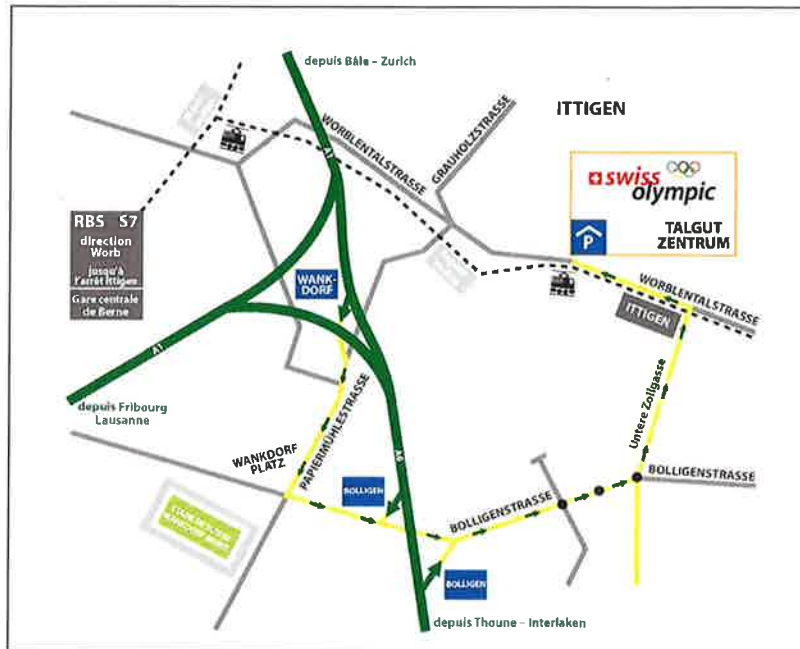 depuis Bâle – Zurich
ITTIGEN
WORBLENTALSTRASSE
GRAUHOLZSTRASSE
A1
swiss
olympic
TALGUT
ZENTRUM
P
RBS S7
direction
Worb
jusqu'à
l'arrêt Ittigen
Gare centrale
de Berne
WANK-
DORF
WORBLENTALSTRASSE
ITTIGEN
A1
depuis Fribourg
Lausanne
PAPIERMÜHLESTRASSE
Untere Zollgasse
WANKDORF
PLATZ
A6
BOLLIGEN
BOLLIGENSTRASSE
BOLLIGENSTRASSE
BOLLIGEN
depuis Thoune – Interlaken